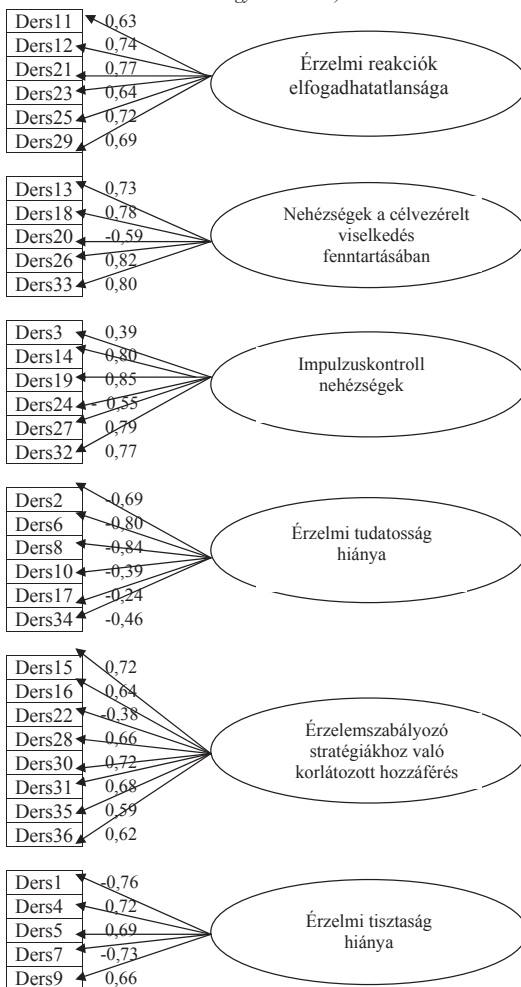 Ders11 0,63
Ders12 0,74
Ders21 0,77
Ders23 0,64
Ders25 0,72
Ders29 0,69
Érzelmi reakciók
elfogadhatatlansága
Ders13 0,73
Ders18 0,78
Ders20 -0,59
Ders26 0,82
Ders33 0,80
Nehézségek a célvezérelt
viselkedés
fenntartásában
Ders3 0,39
Ders14 0,80
Ders19 0,85
Ders24 - 0,55
Ders27 0,79
Ders32 0,77
Impulzuskontroll
nehézségek
Ders2 -0,69
Ders6 -0,80
Ders8 -0,84
Ders10 -0,39
Ders17 -0,24
Ders34 -0,46
Érzelmi tudatosság
hiánya
Ders15 0,72
Ders16 0,64
Ders22 -0,38
Ders28 0,66
Ders30 0,72
Ders31 0,68
Ders35 0,59
Ders36 0,62
Érzelemszabályozó
stratégiákhoz való
korlátozott hozzáférés
Ders1 -0,76
Ders4 0,72
Ders5 0,69
Ders7 -0,73
Ders9 0,66
Érzelmi tisztaság
hiánya